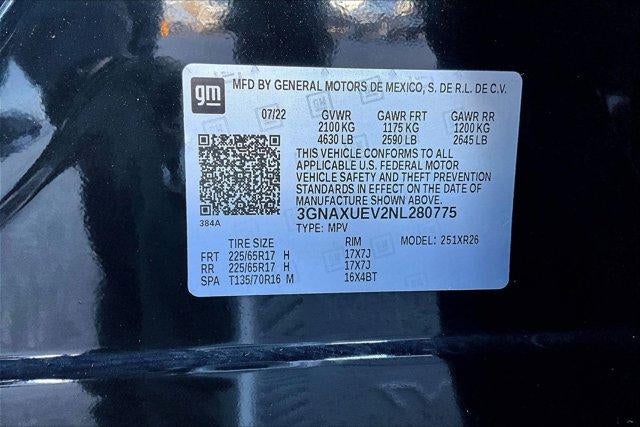 gm MFD BY GENERAL MOTORS DE MEXICO, S. DE R.L. DE C.V.
07/22 GVWR GAWR FRT GAWR RR
2100 KG 1175 KG 1200 KG
4630 LB 2590 LB 2645 LB
THIS VEHICLE CONFORMS TO ALL
APPLICABLE U.S. FEDERAL MOTOR
VEHICLE SAFETY AND THEFT PREVENTION
STANDARDS IN EFFECT ON THE DATE OF
MANUFACTURE SHOWN ABOVE.
384A
3GNAXUEV2NL280775
TYPE: MPV
TIRE SIZE RIM MODEL: 251XR26
FRT 225/65R17 H 17X7J
RR 225/65R17 H 17X7J
SPA T135/70R16 M 16X4BT